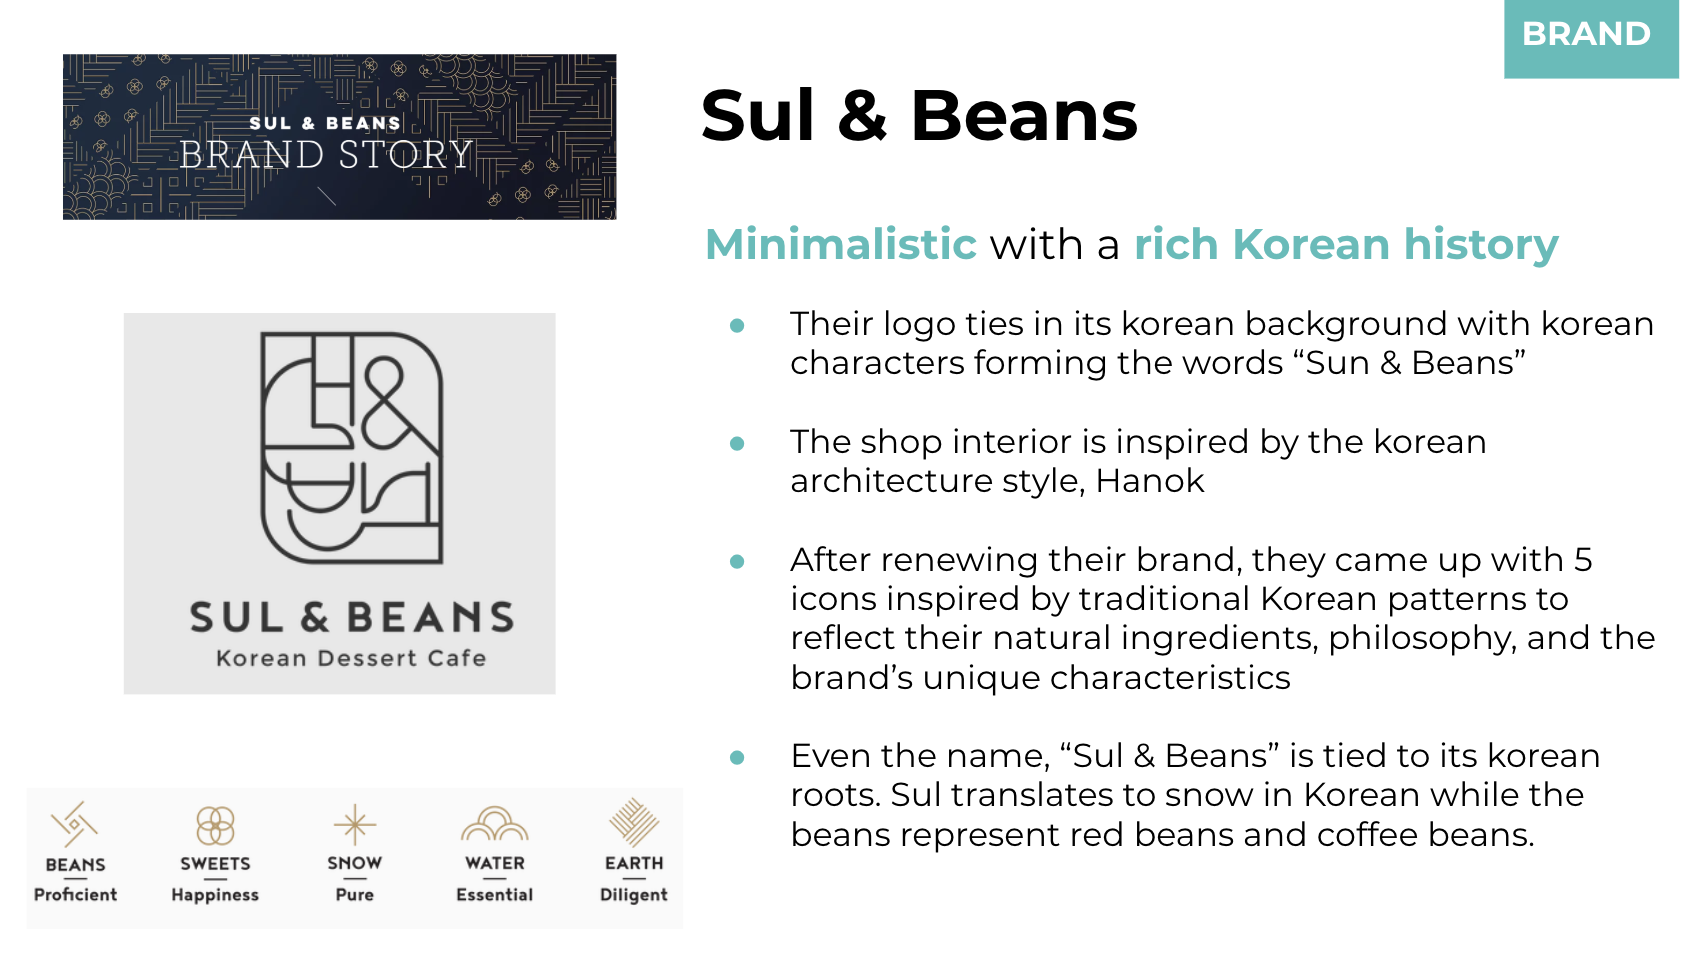 BRAND
SUL & BEANS
BRAND STORY
Sul & Beans
Minimalistic with a rich Korean history
● Their logo ties in its korean background with korean
characters forming the words “Sun & Beans”
● The shop interior is inspired by the korean
architecture style, Hanok
● After renewing their brand, they came up with 5
icons inspired by traditional Korean patterns to
reflect their natural ingredients, philosophy, and the
brand’s unique characteristics
● Even the name, “Sul & Beans” is tied to its korean
roots. Sul translates to snow in Korean while the
beans represent red beans and coffee beans.
&
SUL & BEANS
Korean Dessert Cafe
BEANS
Proficient
SWEETS
Happiness
SNOW
Pure
WATER
Essential
EARTH
Diligent